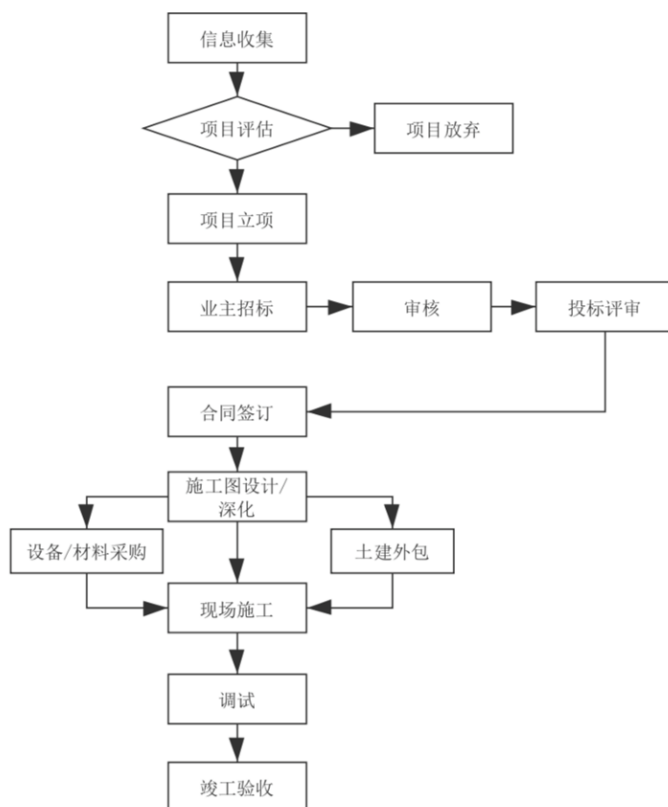 信息收集
项目评估
项目放弃
项目立项
业主招标
审核
投标评审
合同签订
施工图设计/
深化
设备/材料采购
土建外包
现场施工
调试
竣工验收